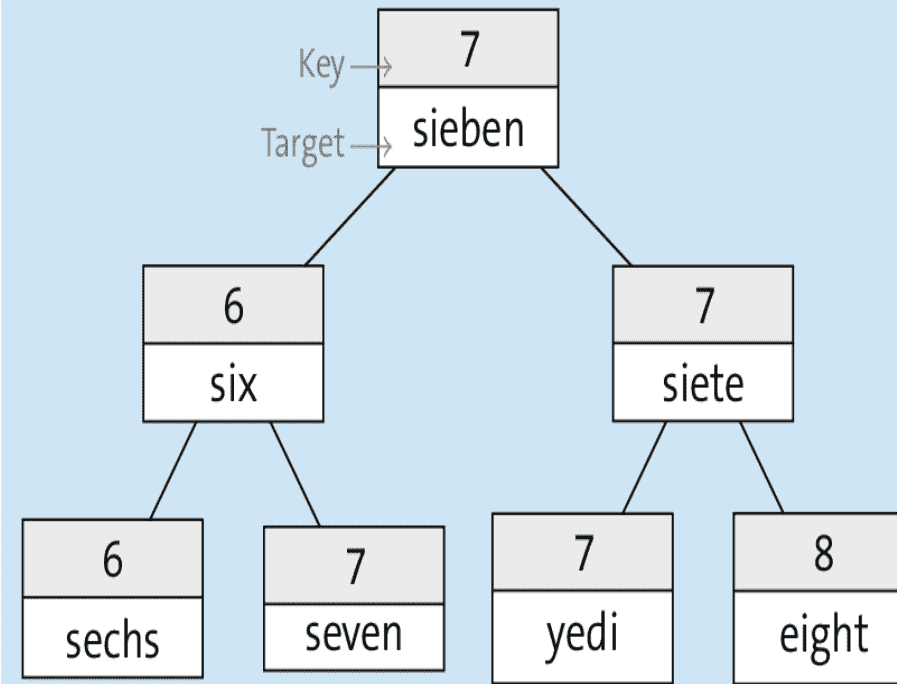 7
Key
sieben
Target
6
six
7
siete
6
sechs
7
seven
7
yedi
8
eight